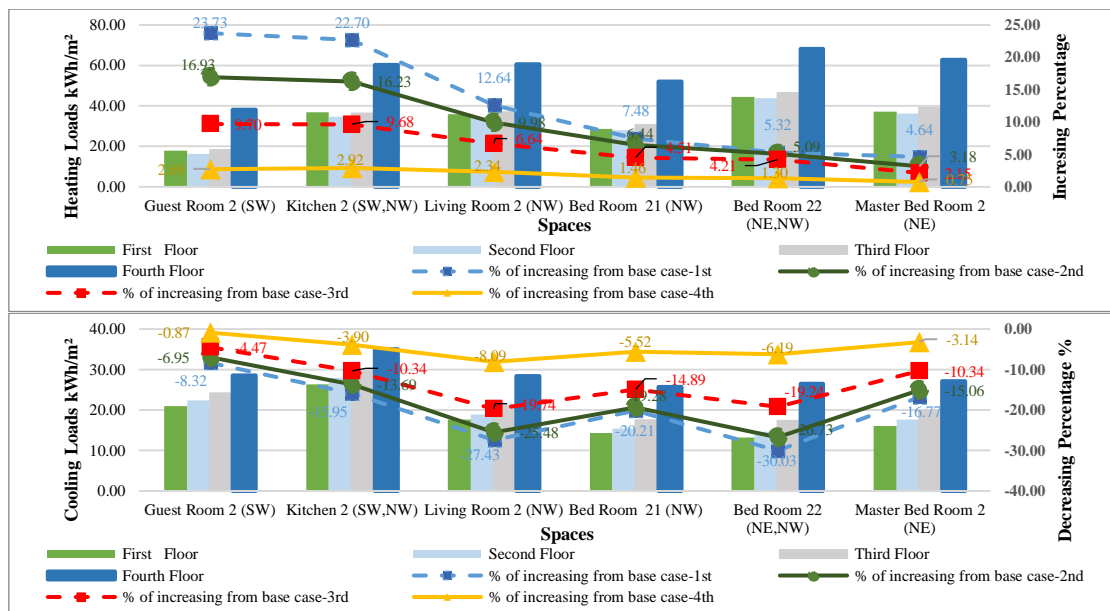 80.00
60.00
40.00
20.00
0.00
Heating Loads kWh/m²
25.00
20.00
15.00
10.00
5.00
0.00
Incresing Percentage
23.73
22.70
12.64
7.48
5.32
4.64
16.93
16.23
9.98
6.44
5.09
3.18
9.70
9.68
6.64
4.51
4.21
2.15
2.92
2.34
1.46
1.30
0.75
Guest Room 2 (SW)
Kitchen 2 (SW,NW)
Living Room 2 (NW)
Bed Room 21 (NW)
Bed Room 22 (NE,NW)
Master Bed Room 2 (NE)
Spaces
First Floor
Second Floor
Third Floor
Fourth Floor
% of increasing from base case-1st
% of increasing from base case-2nd
% of increasing from base case-3rd
% of increasing from base case-4th
40.00
30.00
20.00
10.00
0.00
Cooling Loads kWh/m²
0.00
-10.00
-20.00
-30.00
-40.00
Decreasing Percentage %
-0.87
-3.90
-8.09
-5.52
-6.19
-3.14
-4.47
-10.34
-19.74
-14.89
-19.21
-10.34
-6.95
-13.69
-25.48
-19.28
-26.73
-15.06
-8.32
-15.95
-27.43
-20.21
-30.03
-16.77
Guest Room 2 (SW)
Kitchen 2 (SW,NW)
Living Room 2 (NW)
Bed Room 21 (NW)
Bed Room 22 (NE,NW)
Master Bed Room 2 (NE)
Spaces
First Floor
Second Floor
Third Floor
Fourth Floor
% of increasing from base case-1st
% of increasing from base case-2nd
% of increasing from base case-3rd
% of increasing from base case-4th